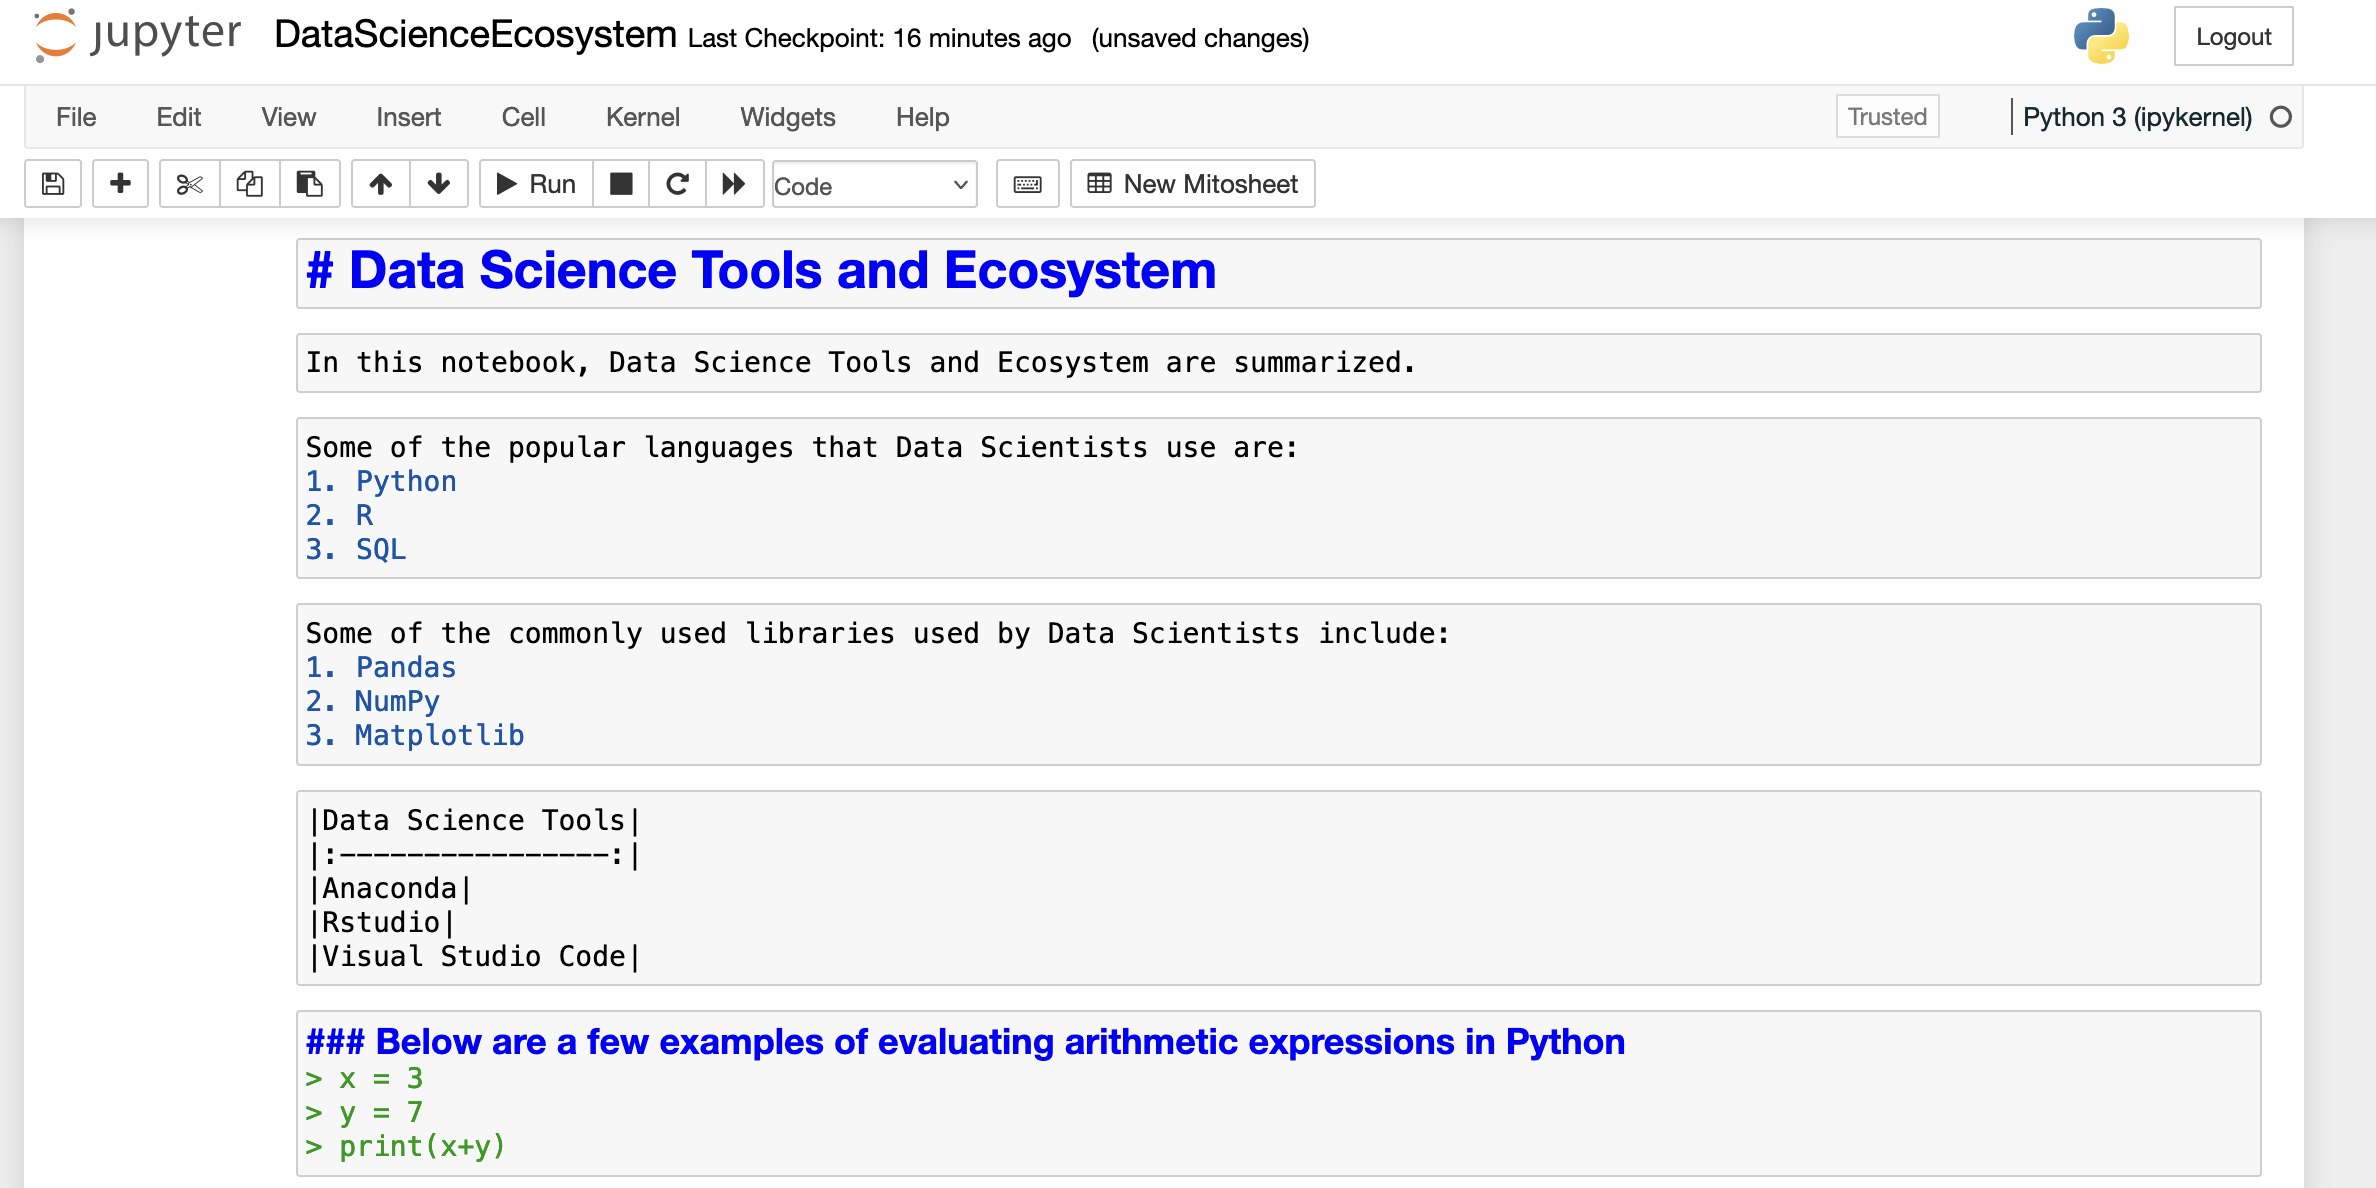 jupyter DataScienceEcosystem Last Checkpoint: 16 minutes ago (unsaved changes) Logout
File Edit View Insert Cell Kernel Widgets Help Trusted Python 3 (ipykernel)
Run Code New Mitosheet
# Data Science Tools and Ecosystem
In this notebook, Data Science Tools and Ecosystem are summarized.
Some of the popular languages that Data Scientists use are:
1. Python
2. R
3. SQL
Some of the commonly used libraries used by Data Scientists include:
1. Pandas
2. NumPy
3. Matplotlib
|Data Science Tools|
|:----------------:|
|Anaconda|
|Rstudio|
|Visual Studio Code|
### Below are a few examples of evaluating arithmetic expressions in Python
> x = 3
> y = 7
> print(x+y)